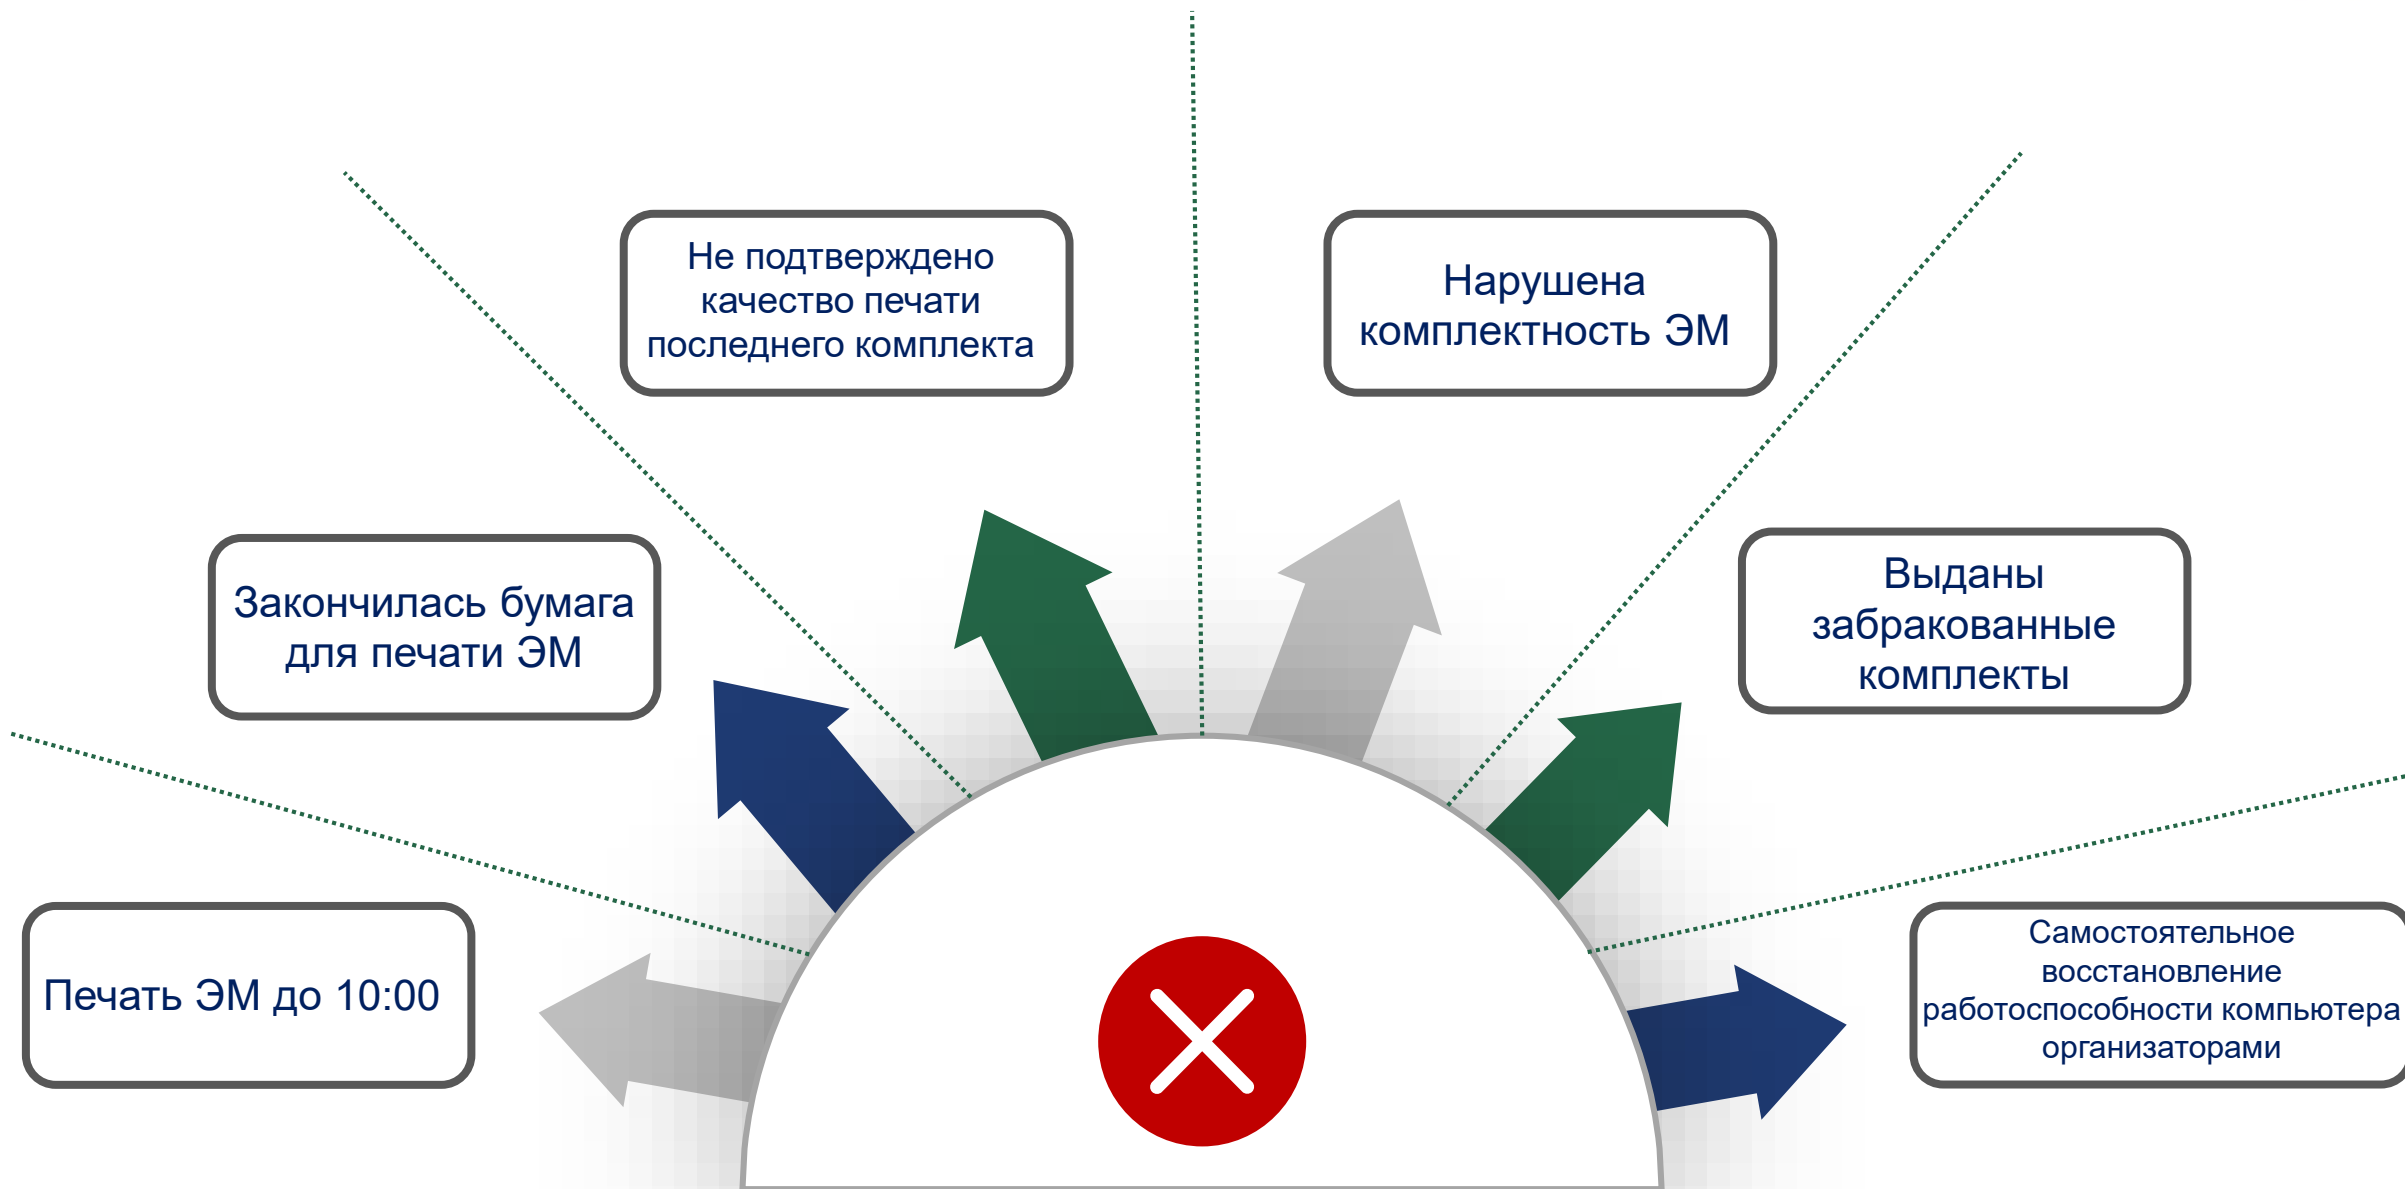 Не подтверждено
качество печати
последнего комплекта
Нарушена
комплектность ЭМ
Закончилась бумага
для печати ЭМ
Выданы
забракованные
комплекты
Печать ЭМ до 10:00
Самостоятельное
восстановление
работоспособности компьютера
организаторами